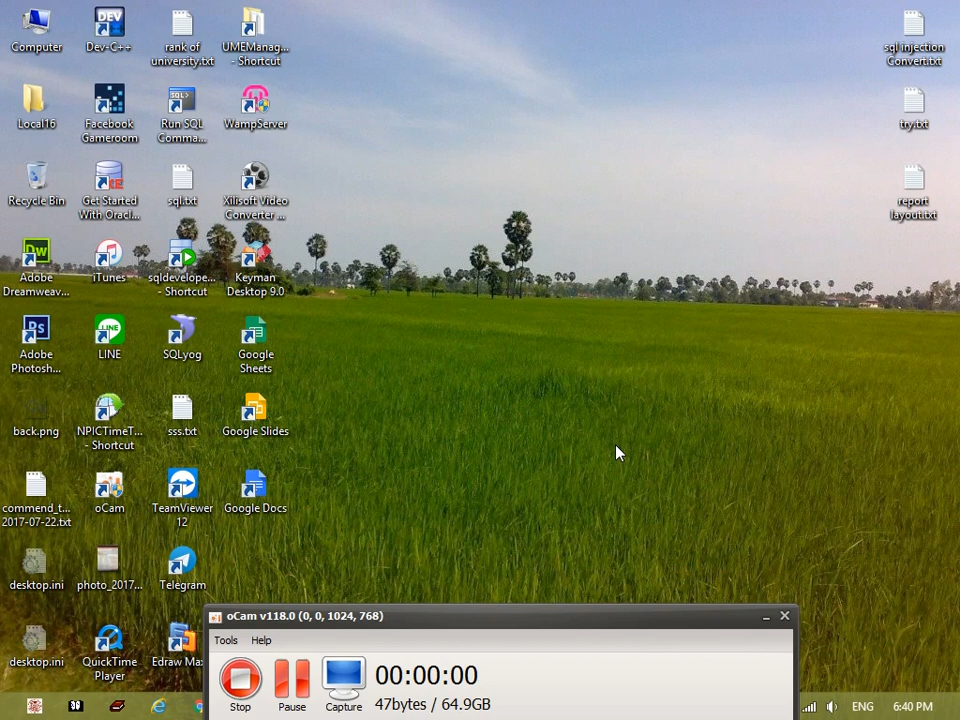 Computer
Dev-C++
rank of
university.txt
UMEManag...
- Shortcut
sql injection
Convert.txt
Local16
Facebook
Gameroom
Run SQL
Comma...
WampServer
try.txt
Recycle Bin
Get Started
With Oracl...
sql.txt
Xilisoft Video
Converter ...
report
layout.txt
Adobe
Dreamweav...
iTunes
sqldevelope...
- Shortcut
Keyman
Desktop 9.0
Adobe
Photosh...
LINE
SQLyog
Google
Sheets
back.png
NPICTimeT...
- Shortcut
sss.txt
Google Slides
commend_t...
2017-07-22.txt
oCam
TeamViewer
12
Google Docs
desktop.ini
photo_2017...
Telegram
desktop.ini
QuickTime
Player
Edraw Max
oCam v118.0 (0, 0, 1024, 768)
Tools Help
00:00:00
47bytes / 64.9GB
Stop Pause Capture
ENG 6:40 PM